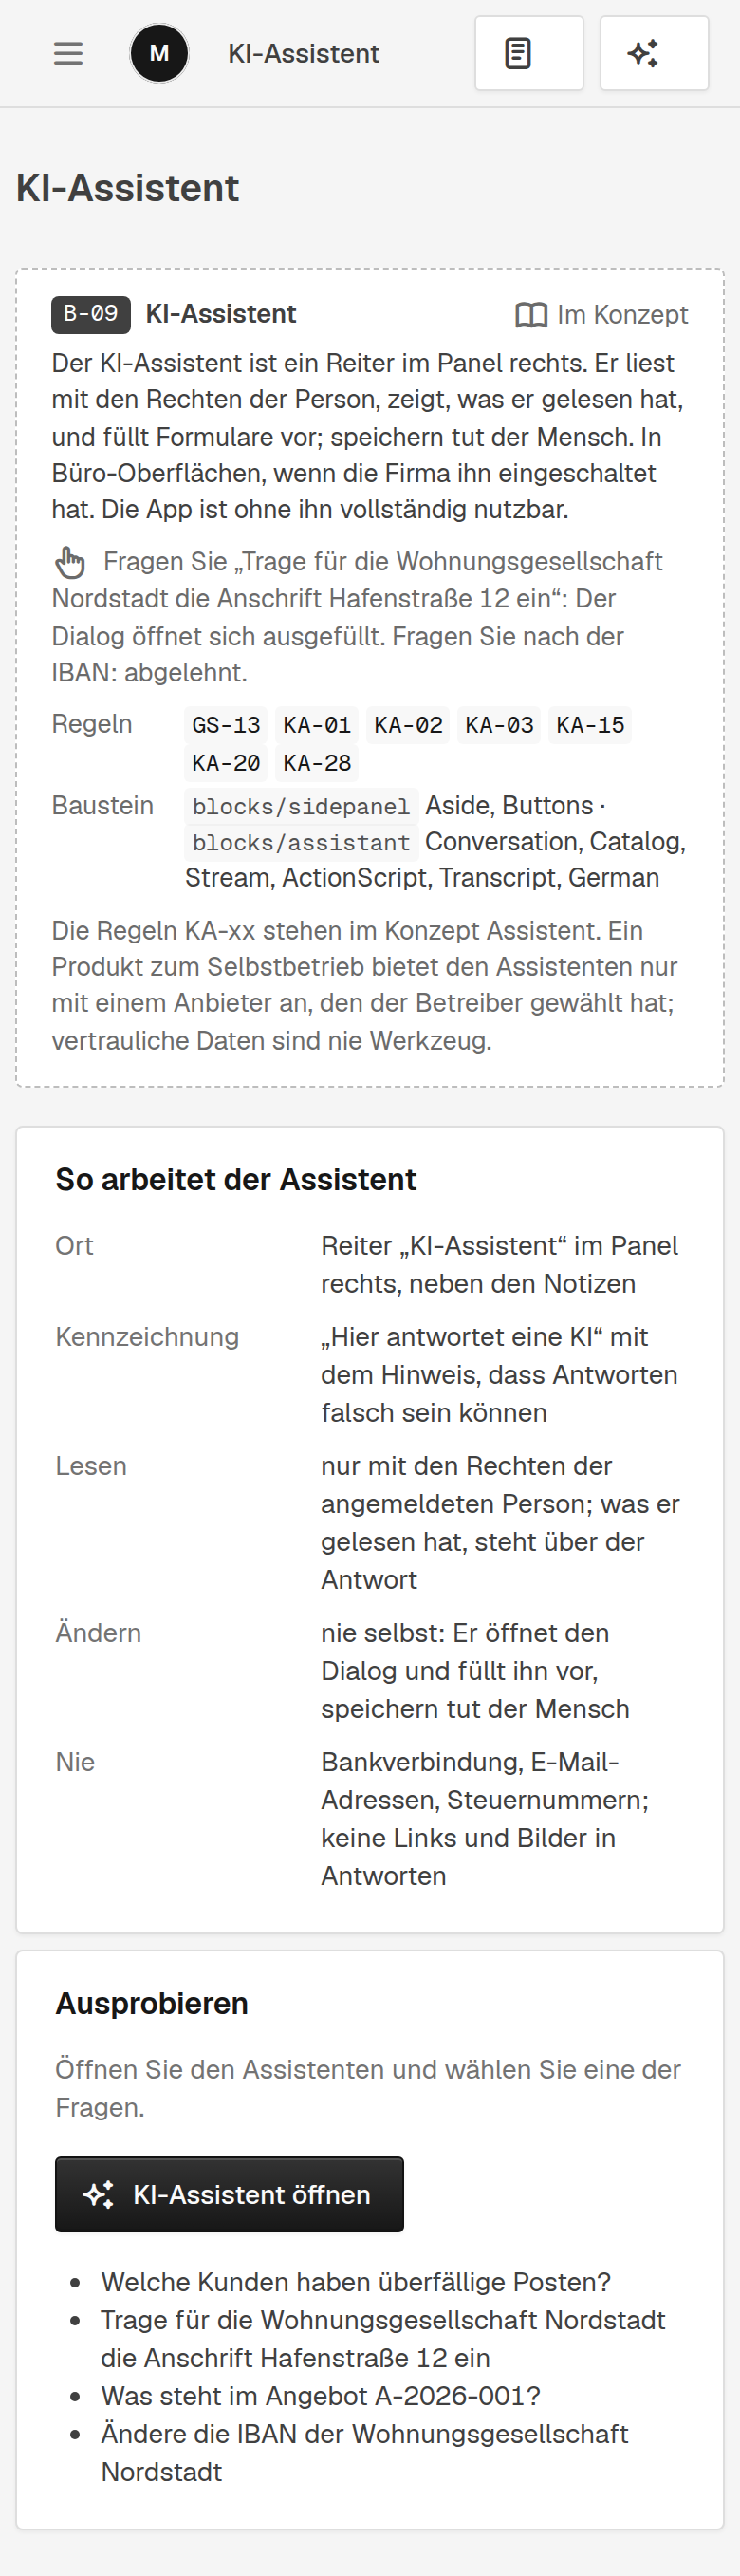 M KI-Assistent
KI-Assistent
B-09 KI-Assistent Im Konzept
Der KI-Assistent ist ein Reiter im Panel rechts. Er liest
mit den Rechten der Person, zeigt, was er gelesen hat,
und füllt Formulare vor; speichern tut der Mensch. In
Büro-Oberflächen, wenn die Firma ihn eingeschaltet
hat. Die App ist ohne ihn vollständig nutzbar.
Fragen Sie „Trage für die Wohnungsgesellschaft
Nordstadt die Anschrift Hafenstraße 12 ein“: Der
Dialog öffnet sich ausgefüllt. Fragen Sie nach der
IBAN: abgelehnt.
Regeln GS-13 KA-01 KA-02 KA-03 KA-15
KA-20 KA-28
Baustein blocks/sidepanel Aside, Buttons ·
blocks/assistant Conversation, Catalog,
Stream, ActionScript, Transcript, German
Die Regeln KA-xx stehen im Konzept Assistent. Ein
Produkt zum Selbstbetrieb bietet den Assistenten nur
mit einem Anbieter an, den der Betreiber gewählt hat;
vertrauliche Daten sind nie Werkzeug.
So arbeitet der Assistent
Ort Reiter „KI-Assistent“ im Panel
rechts, neben den Notizen
Kennzeichnung „Hier antwortet eine KI“ mit
dem Hinweis, dass Antworten
falsch sein können
Lesen nur mit den Rechten der
angemeldeten Person; was er
gelesen hat, steht über der
Antwort
Ändern nie selbst: Er öffnet den
Dialog und füllt ihn vor,
speichern tut der Mensch
Nie Bankverbindung, E-Mail-
Adressen, Steuernummern;
keine Links und Bilder in
Antworten
Ausprobieren
Öffnen Sie den Assistenten und wählen Sie eine der
Fragen.
KI-Assistent öffnen
• Welche Kunden haben überfällige Posten?
• Trage für die Wohnungsgesellschaft Nordstadt
die Anschrift Hafenstraße 12 ein
• Was steht im Angebot A-2026-001?
• Ändere die IBAN der Wohnungsgesellschaft
Nordstadt